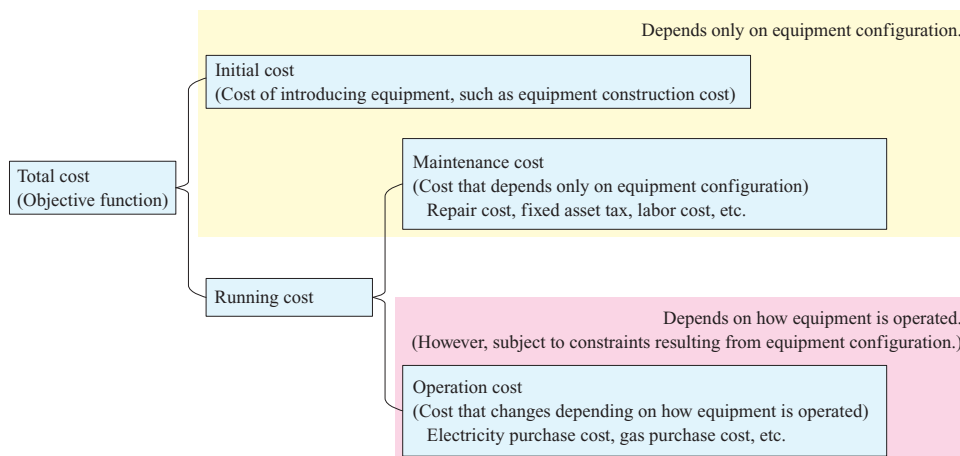 Depends only on equipment configuration.
Initial cost
(Cost of introducing equipment, such as equipment construction cost)
Maintenance cost
(Cost that depends only on equipment configuration)
Repair cost, fixed asset tax, labor cost, etc.
Total cost
(Objective function)
Running cost
Depends on how equipment is operated.
(However, subject to constraints resulting from equipment configuration.)
Operation cost
(Cost that changes depending on how equipment is operated)
Electricity purchase cost, gas purchase cost, etc.